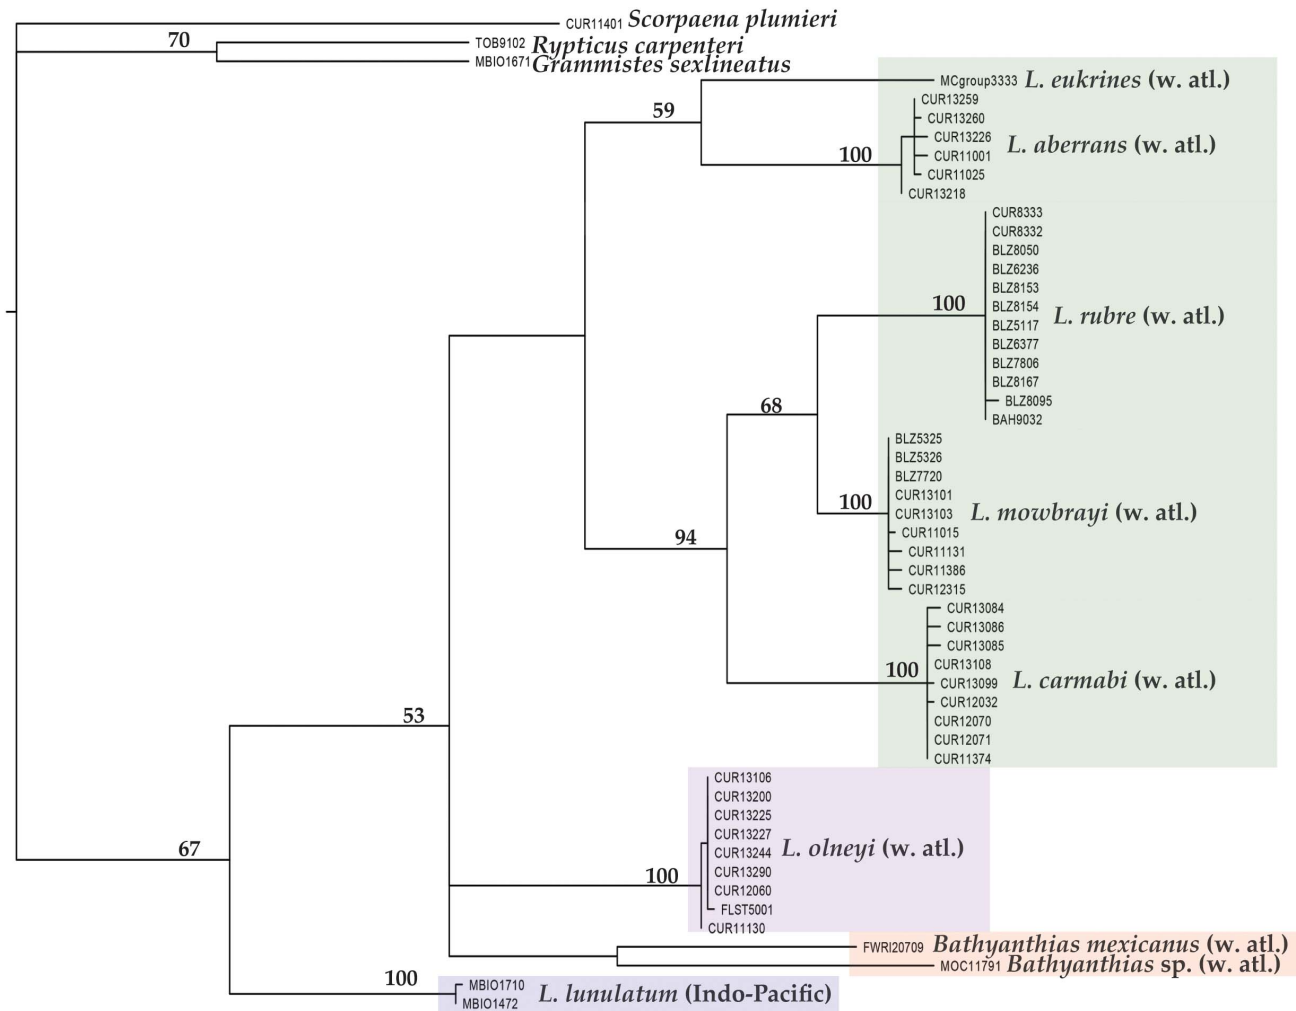 CUR11401 Scorpaena plumieri
70
TOB9102 Rypticus carpenteri
MBIO1671 Grammistes sexlineatus
MCgroup3333 L. eukrines (w. atl.)
59
CUR13259
CUR13260
CUR13226
L. aberrans (w. atl.)
100
CUR11001
CUR11025
CUR13218
CUR8333
CUR8332
BLZ8050
BLZ6236
BLZ8153
100
BLZ8154
L. rubre (w. atl.)
BLZ5117
BLZ6377
BLZ7806
BLZ8167
BLZ8095
68
BAH9032
BLZ5325
BLZ5326
BLZ7720
CUR13101
100
CUR13103
L. mowbrayi (w. atl.)
CUR11015
94
CUR11131
CUR11386
CUR12315
CUR13084
CUR13086
CUR13085
CUR13108
100
CUR13099
L. carmabi (w. atl.)
CUR12032
53
CUR12070
CUR12071
CUR11374
CUR13106
CUR13200
CUR13225
CUR13227
67
CUR13244
L. olneyi (w. atl.)
CUR13290
100
CUR12060
FLST5001
CUR11130
FWRI20709 Bathyanthias mexicanus (w. atl.)
MOC11791 Bathyanthias sp. (w. atl.)
100
MBIO1710
L. lunulatum (Indo-Pacific)
MBIO1472